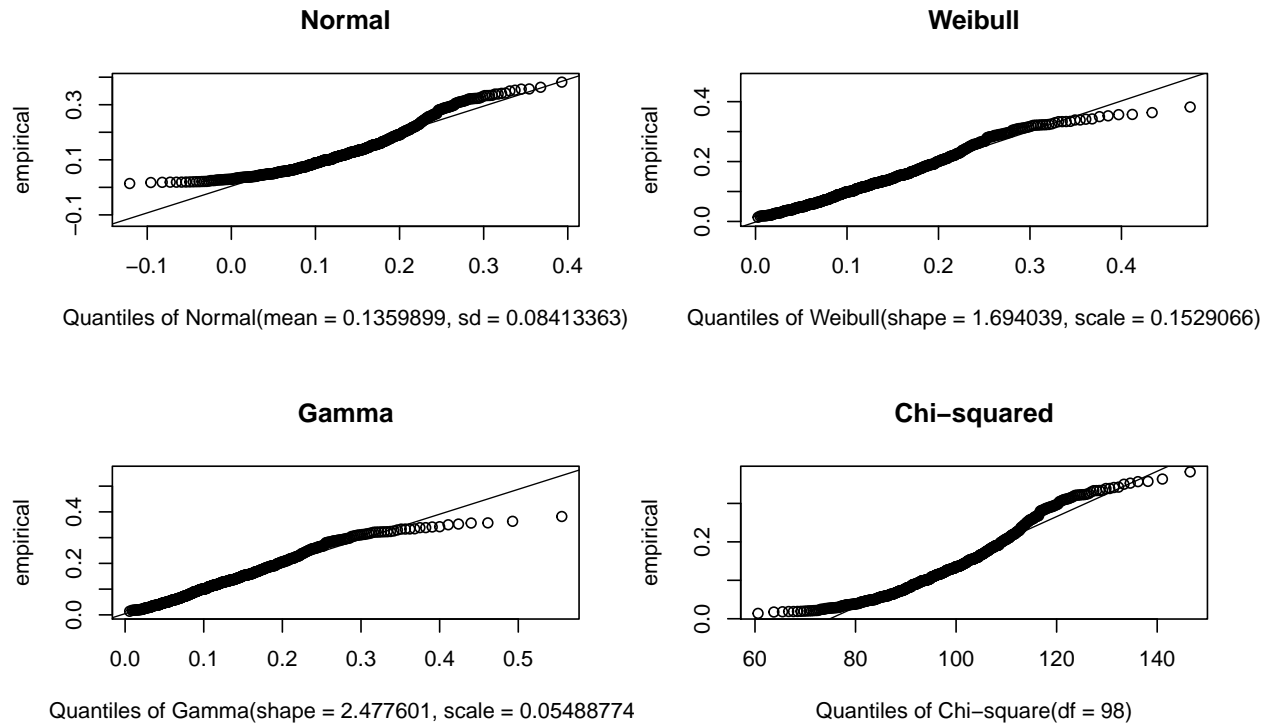 Normal
empirical
−0.1
0.1
0.3
−0.1
0.0
0.1
0.2
0.3
0.4
Quantiles of Normal(mean = 0.1359899, sd = 0.08413363)
Weibull
empirical
0.0
0.2
0.4
0.0
0.1
0.2
0.3
0.4
Quantiles of Weibull(shape = 1.694039, scale = 0.1529066)
Gamma
empirical
0.0
0.2
0.4
0.0
0.1
0.2
0.3
0.4
0.5
Quantiles of Gamma(shape = 2.477601, scale = 0.05488774
Chi−squared
empirical
0.0
0.2
60
80
100
120
140
Quantiles of Chi−square(df = 98)